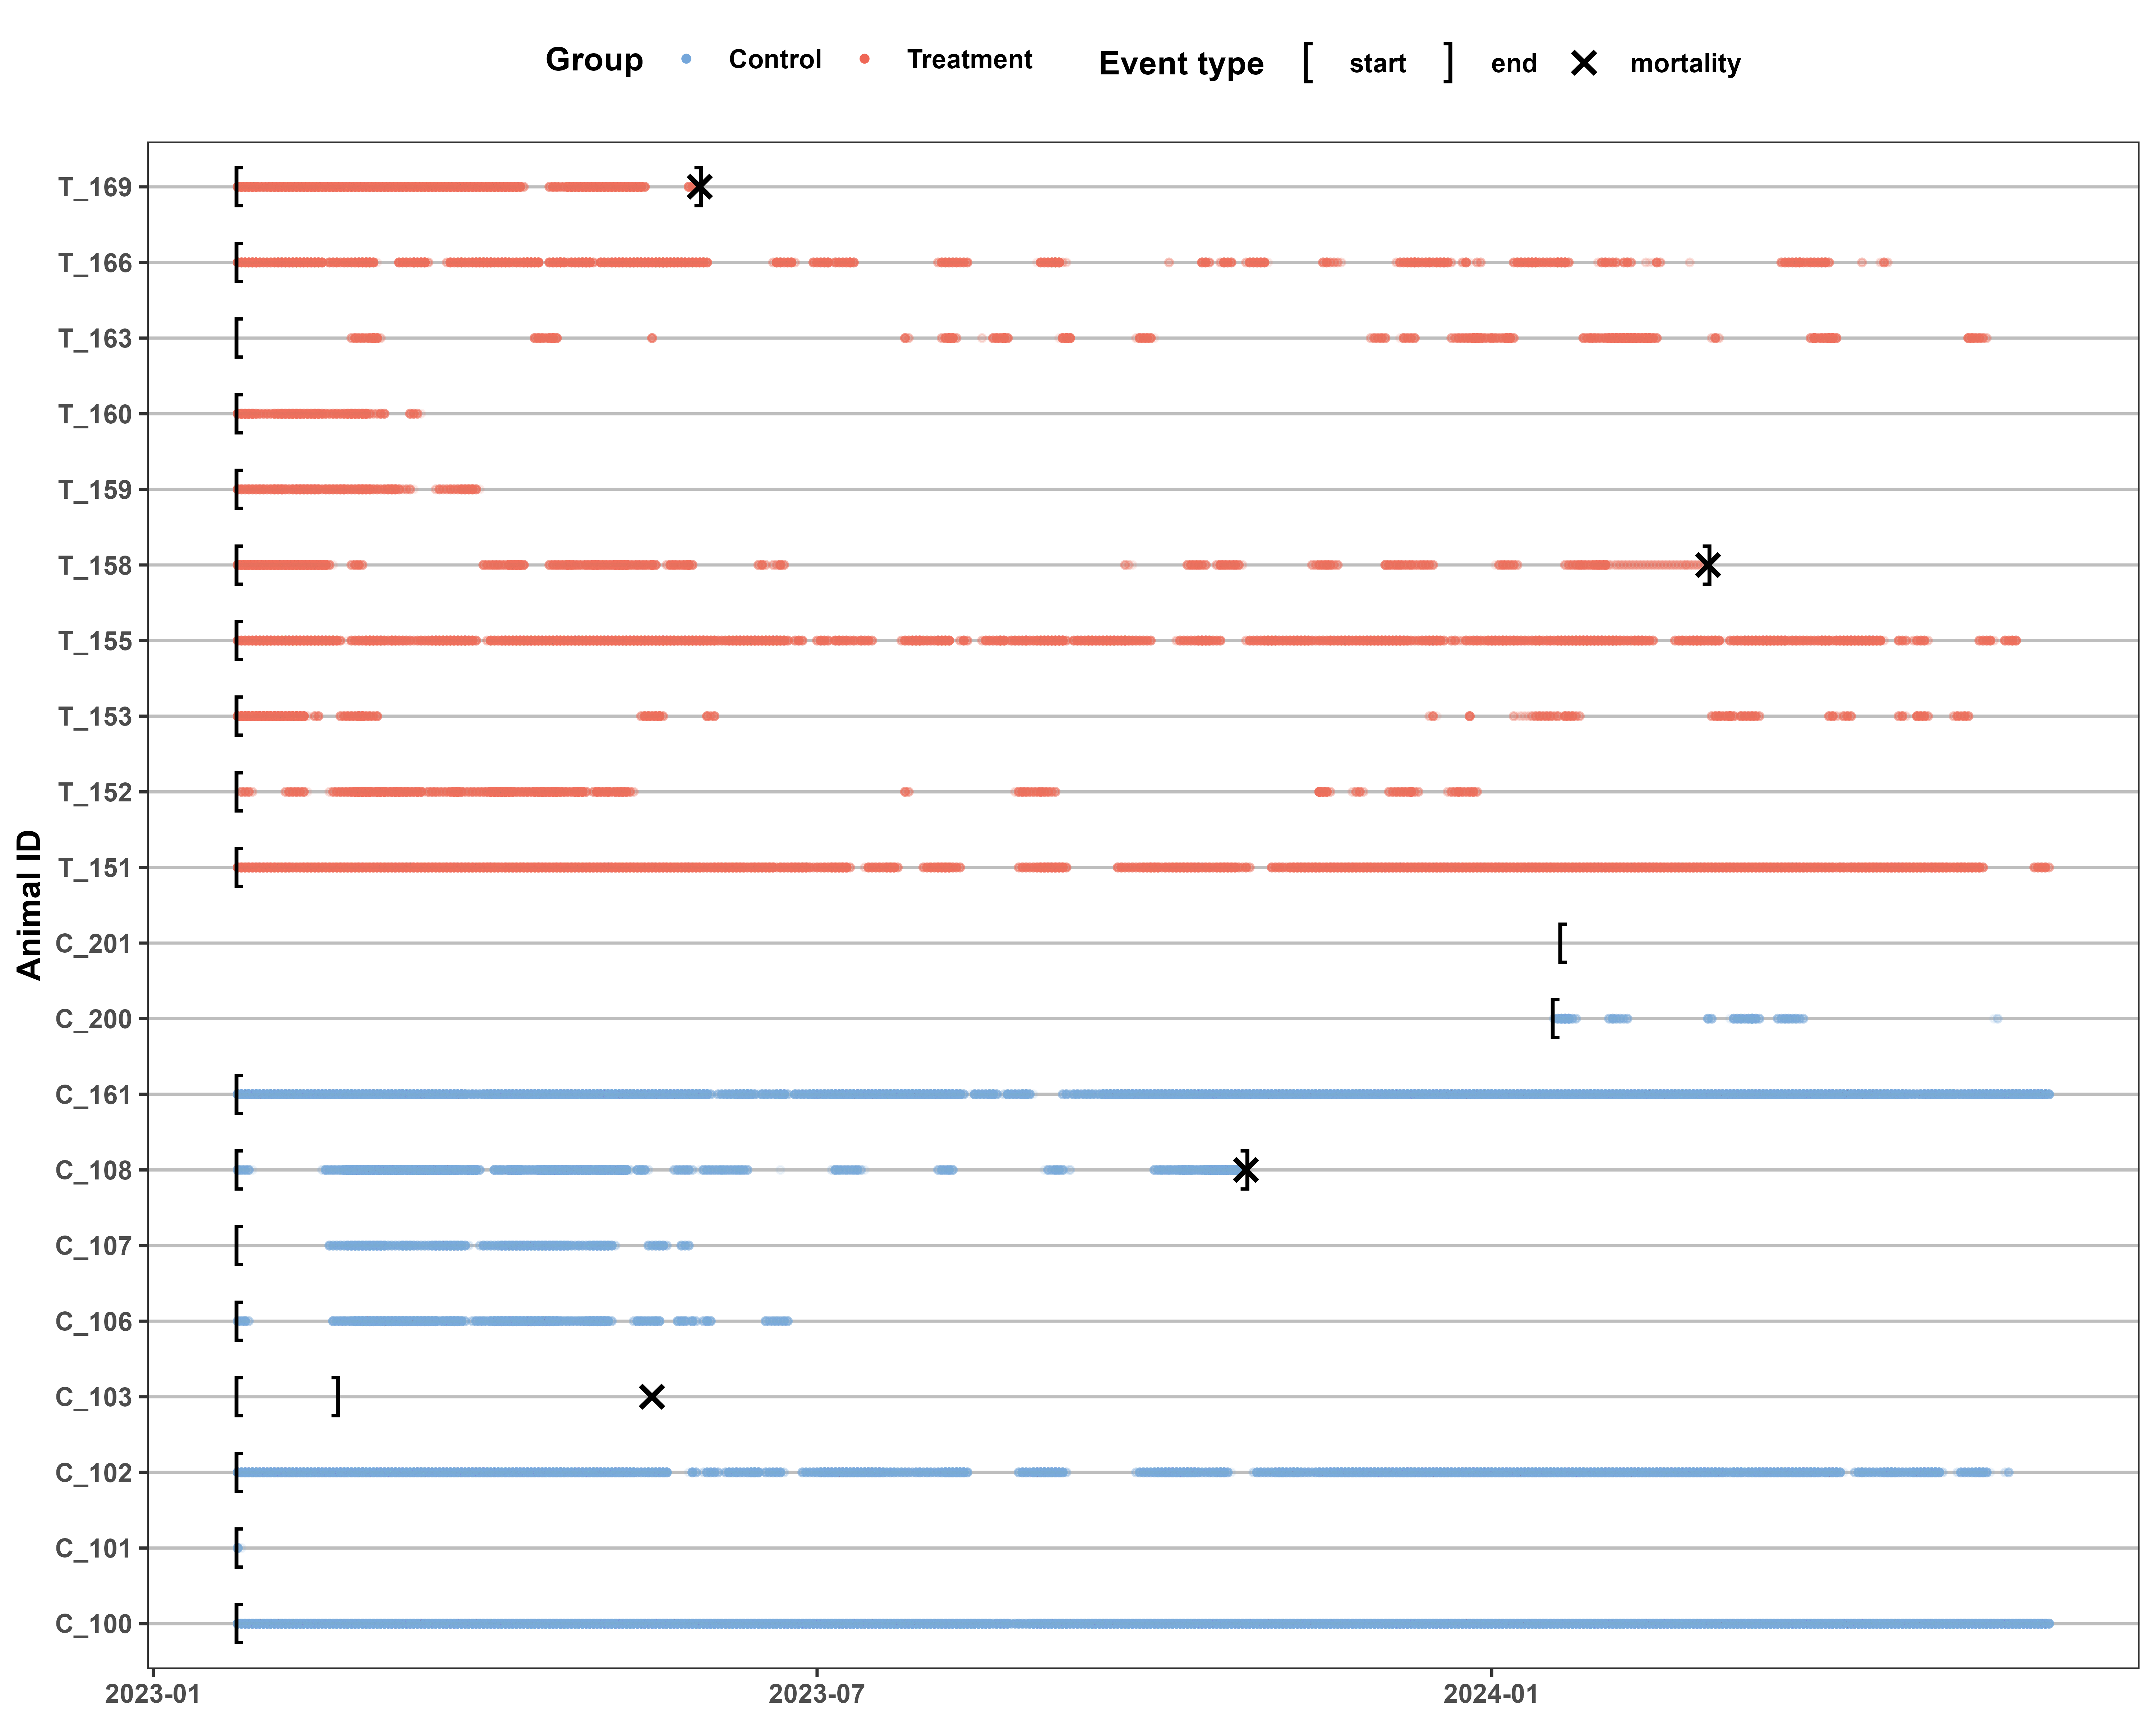 Group Control Treatment Event type [ start ] end × mortality
Animal ID
T_169
T_166
T_163
T_160
T_159
T_158
T_155
T_153
T_152
T_151
C_201
C_200
C_161
C_108
C_107
C_106
C_103
C_102
C_101
C_100
2023-01 2023-07 2024-01